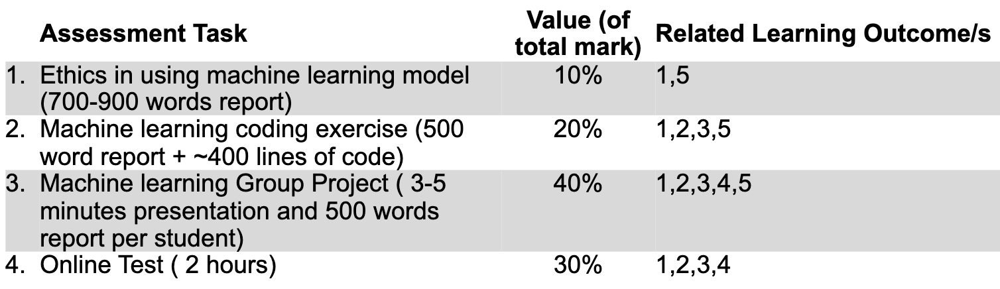 Assessment Task Value (of total mark) Related Learning Outcome/s
1. Ethics in using machine learning model 10% 1,5
(700-900 words report)
2. Machine learning coding exercise (500 20% 1,2,3,5
word report + ~400 lines of code)
3. Machine learning Group Project ( 3-5 40% 1,2,3,4,5
minutes presentation and 500 words
report per student)
4. Online Test ( 2 hours) 30% 1,2,3,4